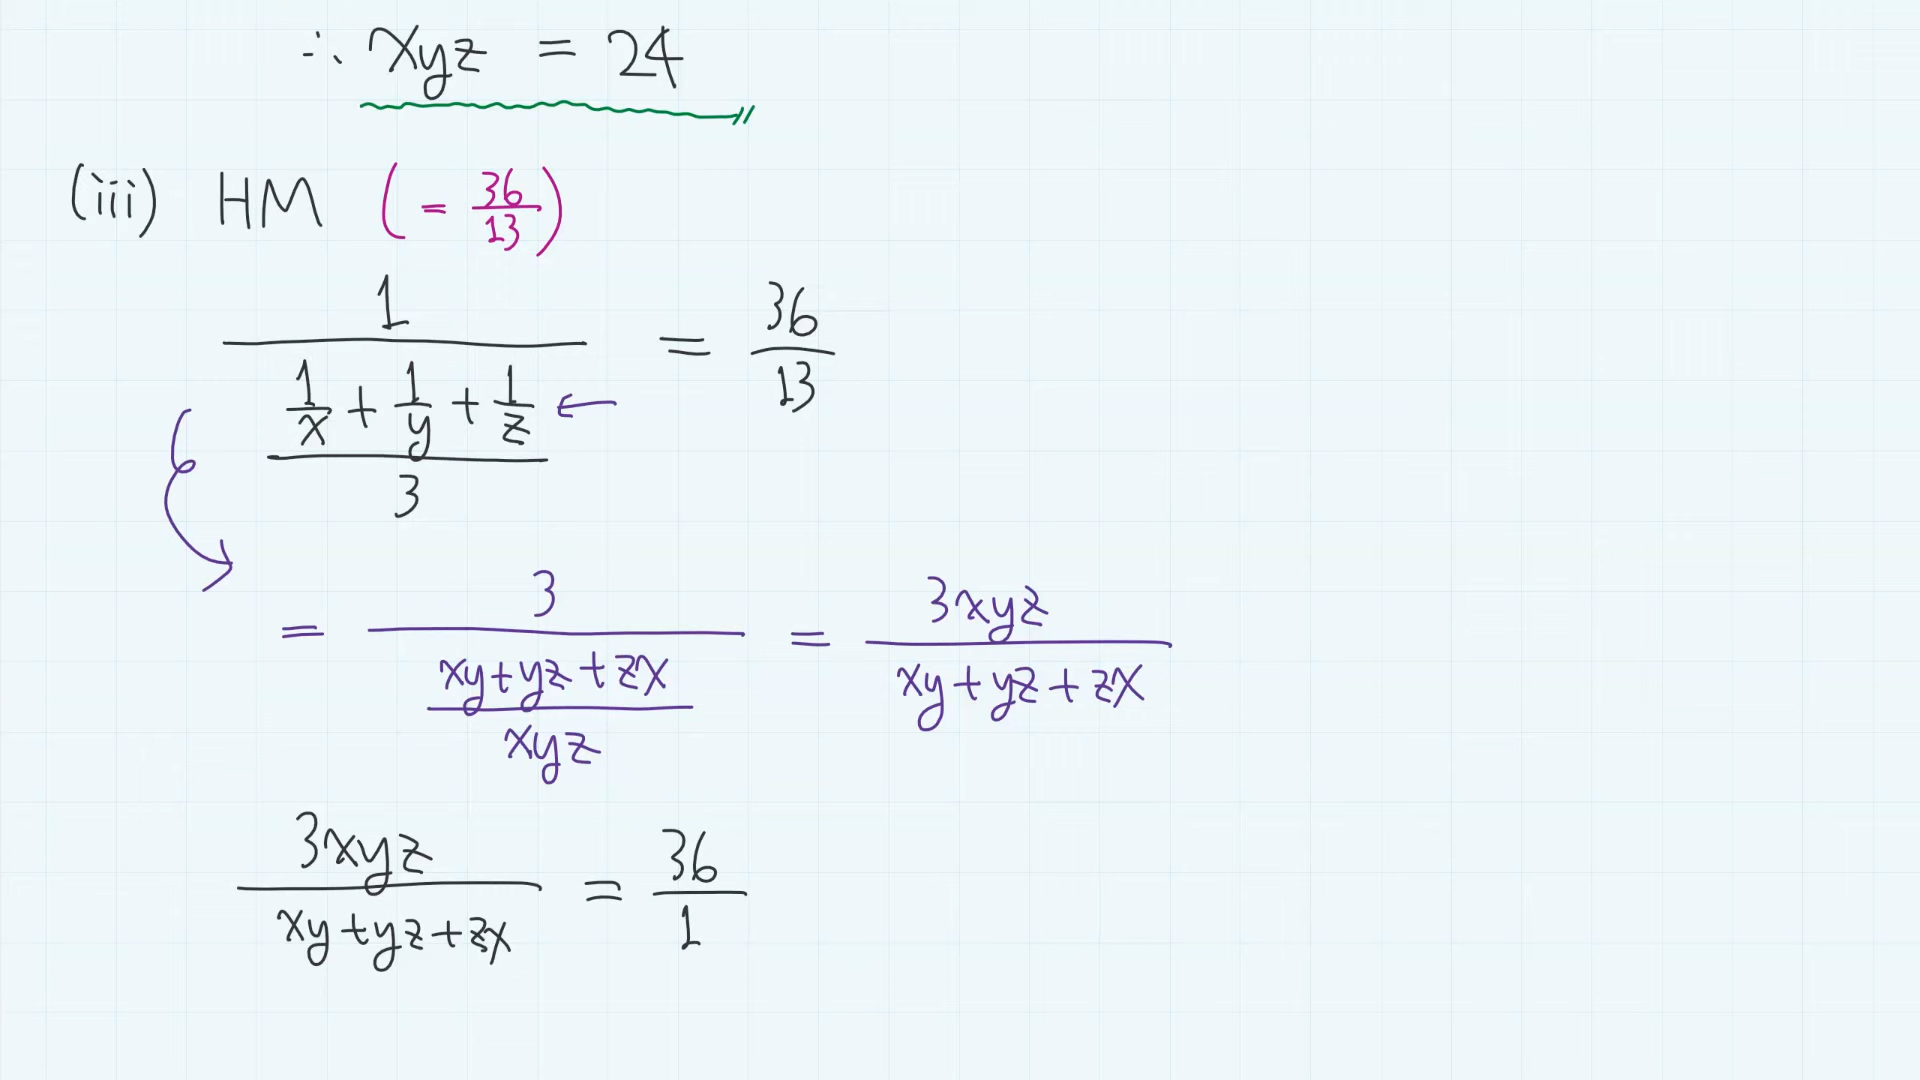 ∴ xyz = 24
(iii) HM (= 36/13)
1/((1/x + 1/y + 1/z)/3) ← = 36/13
= 3/((xy+yz+zx)/xyz) = 3xyz/(xy+yz+zx)
3xyz/(xy+yz+zx) = 36/1